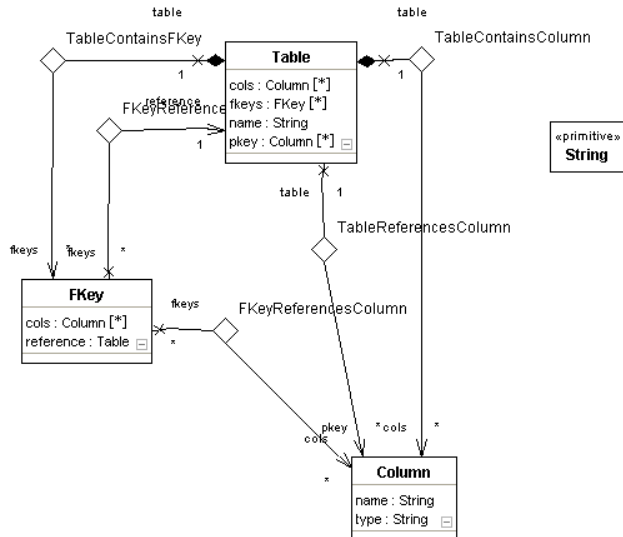 table
table
TableContainsFKey
TableContainsColumn
1
Table
1
cols : Column [*]
fkeys : FKey [*]
name : String
pkey : Column [*]
reference
FKeyReference
1
«primitive»
String
table
1
TableReferencesColumn
fkeys
*
fkeys
*
FKey
cols : Column [*]
reference : Table
fkeys
*
FKeyReferencesColumn
pkey
*
cols
*
cols
*
Column
name : String
type : String